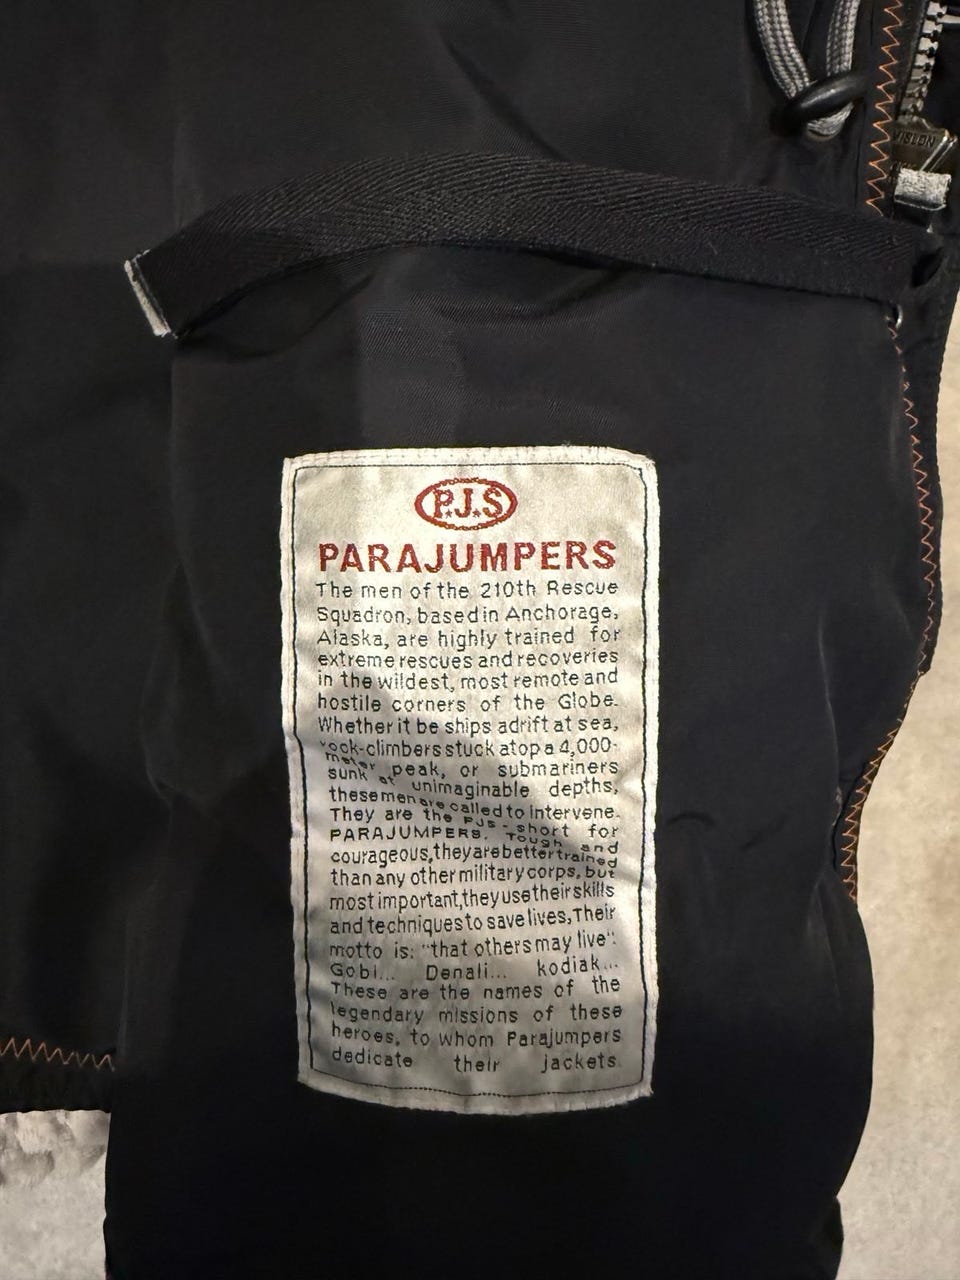 VISLON
P.J.S
PARAJUMPERS
The men of the 210th Rescue
Squadron, based in Anchorage,
Alaska, are highly trained for
extreme rescues and recoveries
in the wildest, most remote and
hostile corners of the Globe.
Whether it be ships adrift at sea,
rock-climbers stuck atop a 4,000-
meter peak, or submariners
sunk at unimaginable depths,
these men are called to intervene.
They are the PJs - short for
PARAJUMPERS. Tough and
courageous, they are better trained
than any other military corps, but
most important, they use their skills
and techniques to save lives, Their
motto is: "that others may live".
Gobi... Denali... kodiak...
These are the names of the
legendary missions of these
heroes, to whom Parajumpers
dedicate their jackets.